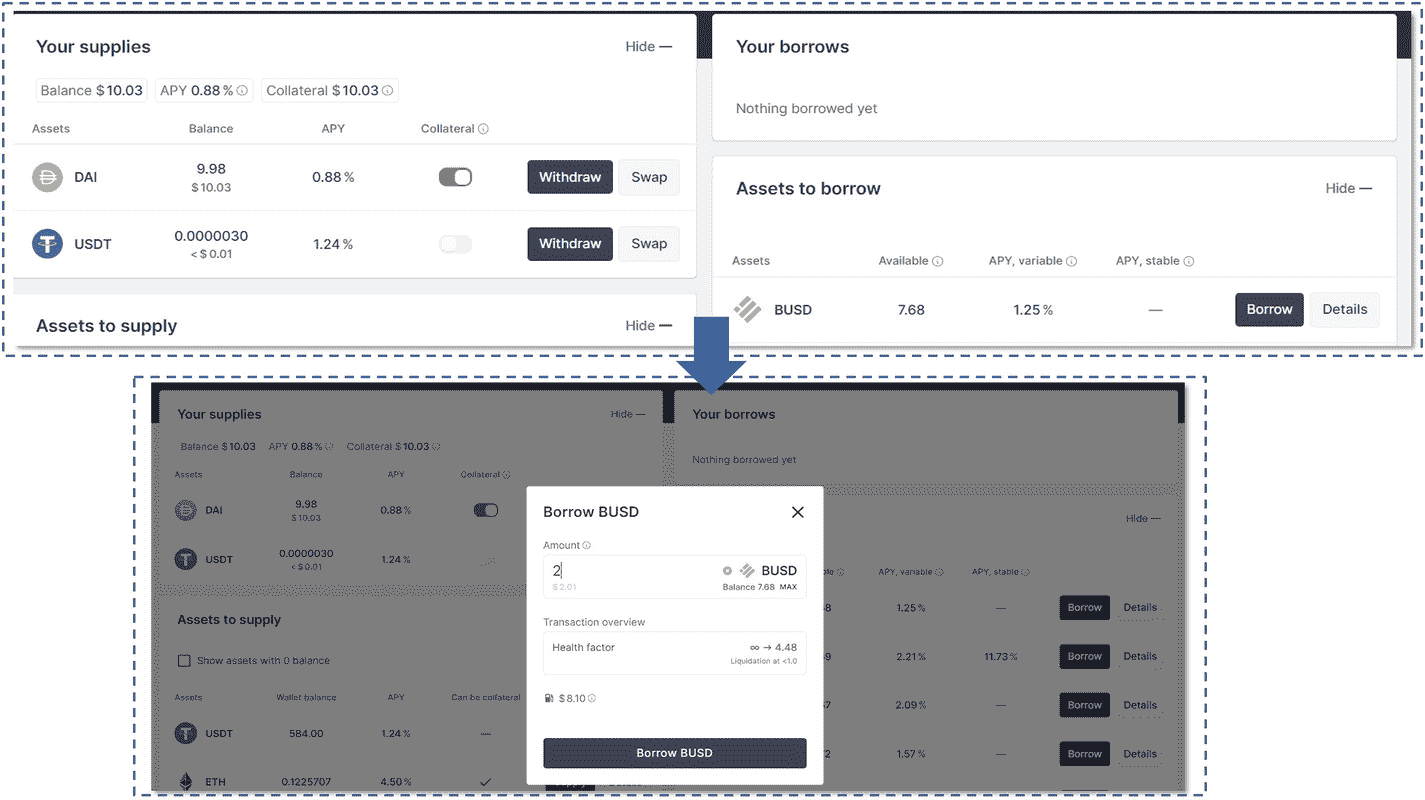 Your supplies
Hide —
Balance $ 10.03 APY 0.88 % Collateral $ 10.03
Assets Balance APY Collateral
DAI 9.98 0.88 % Withdraw Swap
$ 10.03
USDT 0.0000030 1.24 % Withdraw Swap
< $ 0.01
Assets to supply
Hide —
Your borrows
Nothing borrowed yet
Assets to borrow
Hide —
Assets Available APY, variable APY, stable
BUSD 7.68 1.25 % — Borrow Details
Your supplies
Hide —
Balance $ 10.03 APY 0.88 % Collateral $ 10.03
Assets Balance APY Collateral
DAI 9.98 0.88 %
$ 10.03
USDT 0.0000030 1.24 %
< $ 0.01
Assets to supply
Show assets with 0 balance
Assets Wallet balance APY Can be collateral
USDT 584.00 1.24 % —
ETH 0.1225707 4.50 %
Borrow BUSD
Amount
2 BUSD
$ 2.01 Balance 7.68 MAX
Transaction overview
Health factor ∞ → 4.48
Liquidation at <1.0
$ 8.10
Borrow BUSD
Your borrows
Nothing borrowed yet
Hide —
APY, variable APY, stable
1.25 % — Borrow Details
2.21 % 11.73 % Borrow Details
2.09 % — Borrow Details
1.57 % — Borrow Details